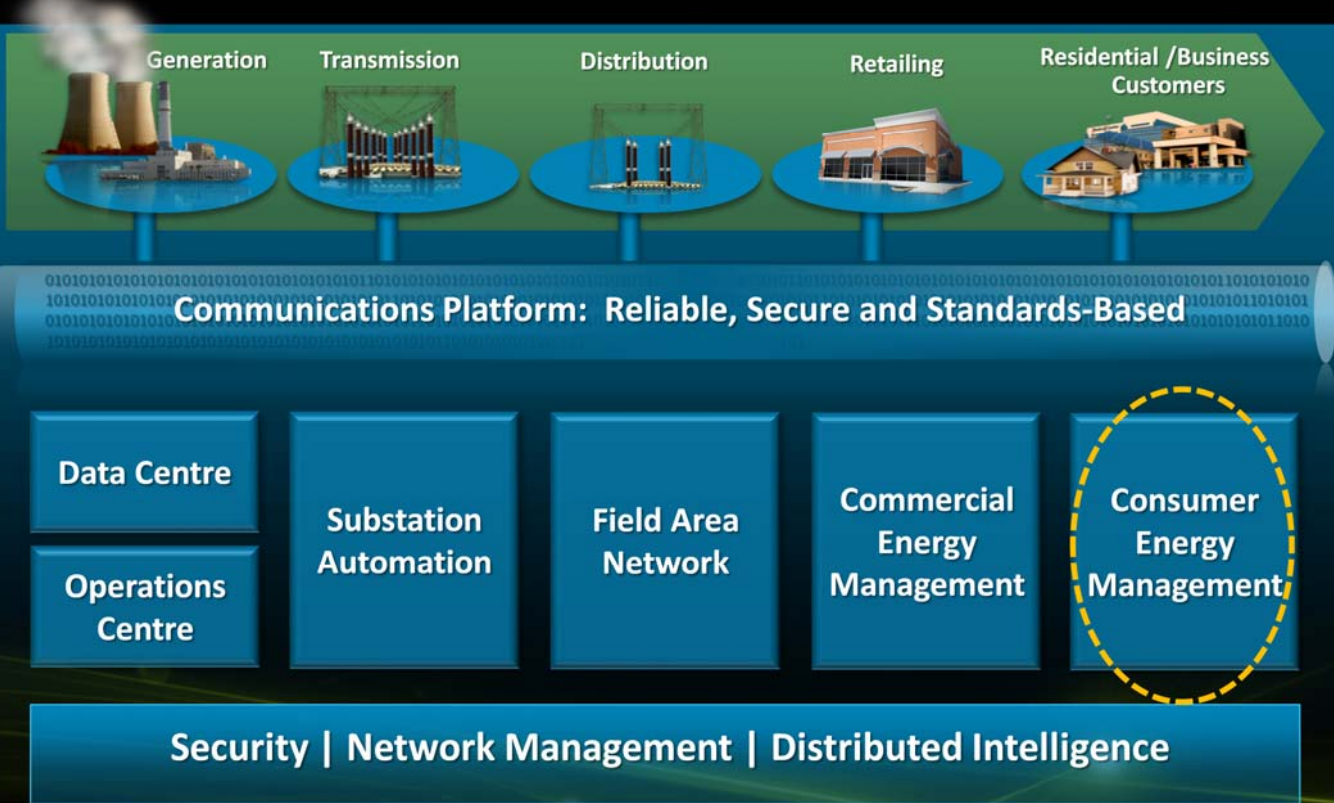 Generation
Transmission
Distribution
Retailing
Residential /Business
Customers
Communications Platform:  Reliable, Secure and Standards-Based
Data Centre
Operations
Centre
Substation
Automation
Field Area
Network
Commercial
Energy
Management
Consumer
Energy
Management
Security | Network Management | Distributed Intelligence